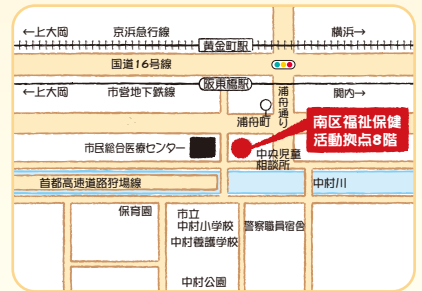 ←上大岡 京浜急行線 横浜→
黄金町駅
国道16号線
阪東橋駅
←上大岡 市営地下鉄線 関内→
浦舟通り
浦舟町
南区福祉保健
活動拠点8階
市民総合医療センター
中央児童
相談所
首都高速道路狩場線 中村川
保育園
市立
中村小学校
中村養護学校
警察職員宿舎
中村公園